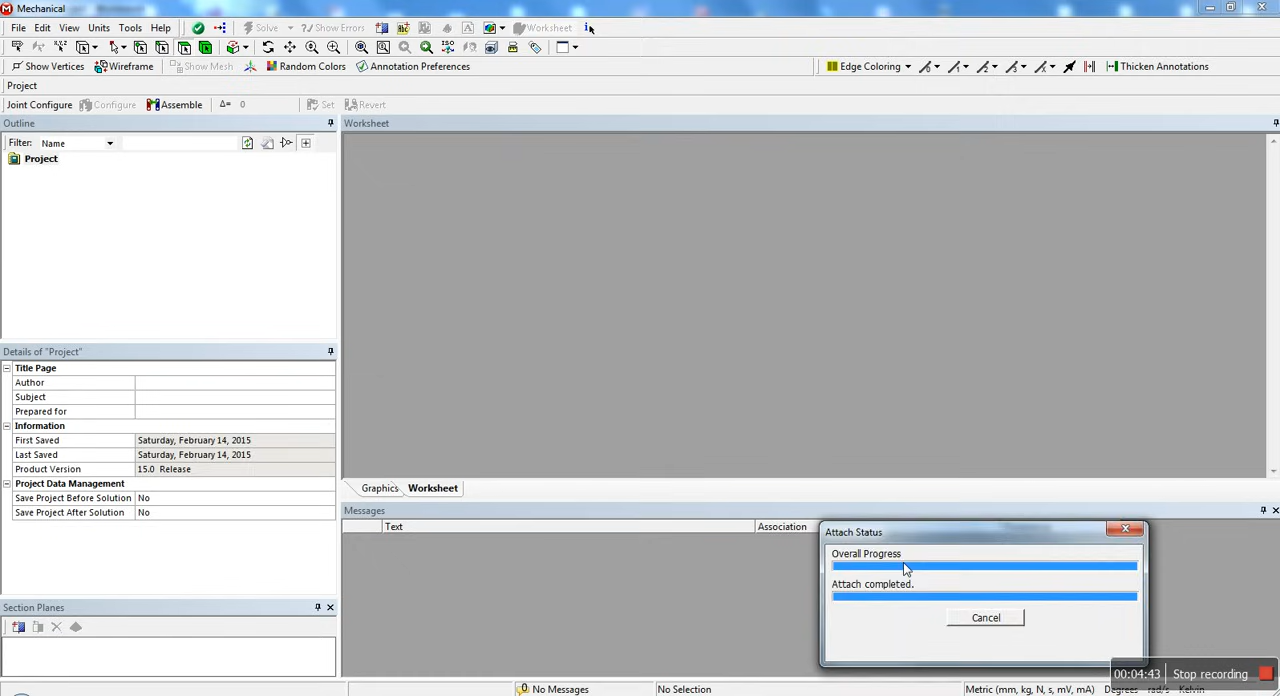 Mechanical
File Edit View Units Tools Help Solve Show Errors Worksheet
Show Vertices Wireframe Show Mesh Random Colors Annotation Preferences Edge Coloring Thicken Annotations
Project
Joint Configure Configure Assemble Δ= 0 Set Revert
Outline
Worksheet
Filter: Name
Project
Details of "Project"
Title Page
Author
Subject
Prepared for
Information
First Saved Saturday, February 14, 2015
Last Saved Saturday, February 14, 2015
Product Version 15.0 Release
Project Data Management
Save Project Before Solution No
Save Project After Solution No
Graphics Worksheet
Messages
Text Association
Attach Status
Overall Progress
Attach completed.
Cancel
Section Planes
00:04:43 Stop recording
0 No Messages No Selection Metric (mm, kg, N, s, mV, mA) Degrees rad/s Kelvin